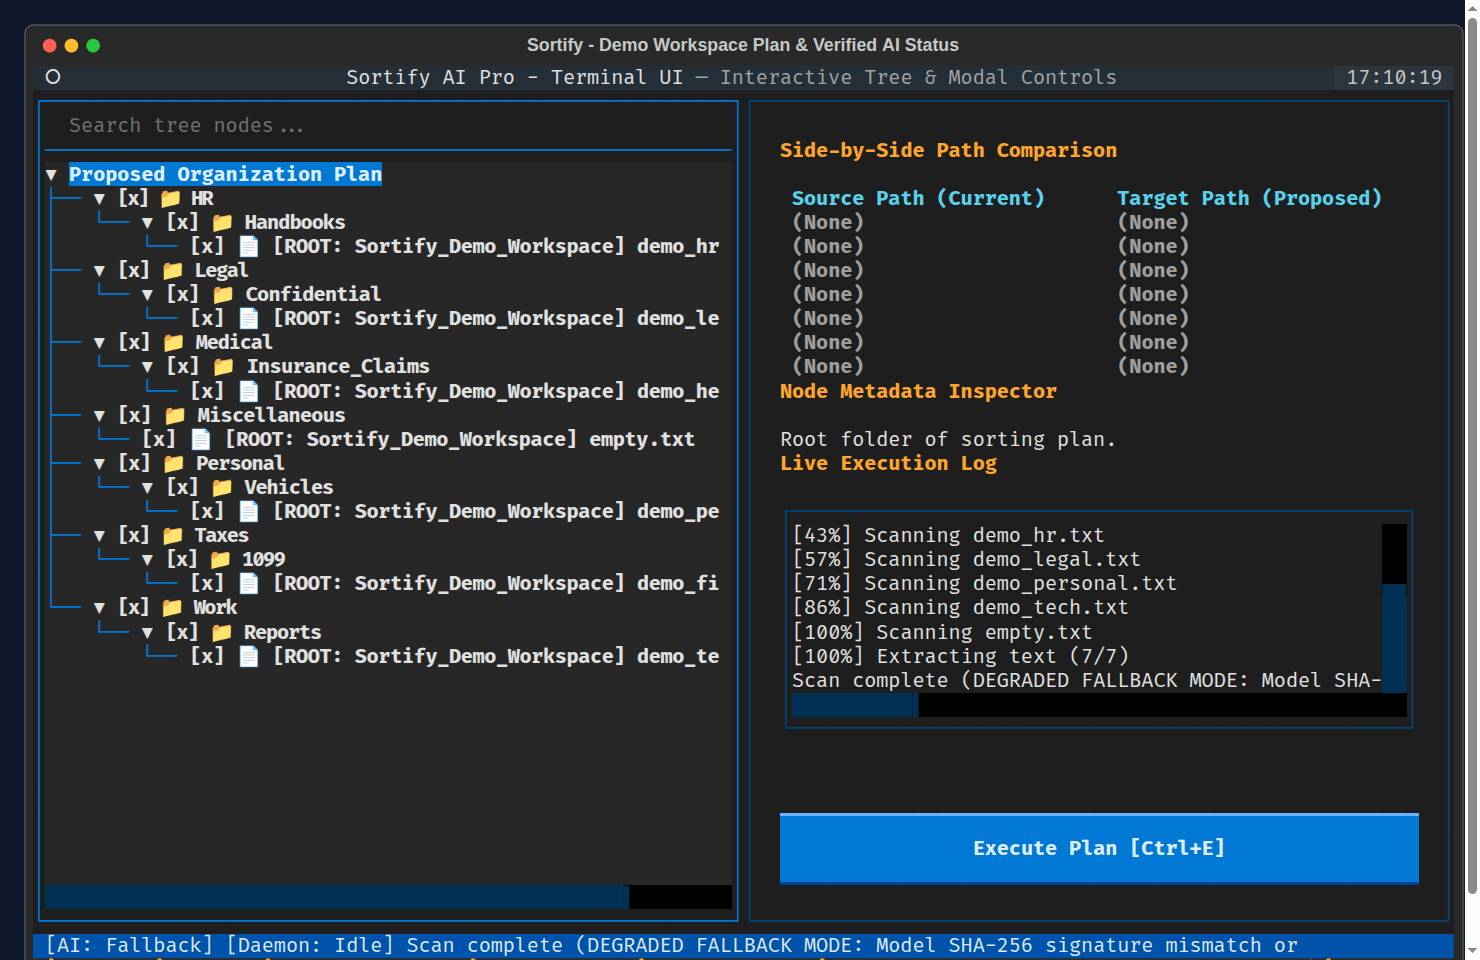 Sortify - Demo Workspace Plan & Verified AI Status
Sortify AI Pro - Terminal UI — Interactive Tree & Modal Controls
17:10:19
Search tree nodes...
▼ Proposed Organization Plan
▼ [x] 📁 HR
▼ [x] 📁 Handbooks
[x] 📄 [ROOT: Sortify_Demo_Workspace] demo_hr
▼ [x] 📁 Legal
▼ [x] 📁 Confidential
[x] 📄 [ROOT: Sortify_Demo_Workspace] demo_le
▼ [x] 📁 Medical
▼ [x] 📁 Insurance_Claims
[x] 📄 [ROOT: Sortify_Demo_Workspace] demo_he
▼ [x] 📁 Miscellaneous
[x] 📄 [ROOT: Sortify_Demo_Workspace] empty.txt
▼ [x] 📁 Personal
▼ [x] 📁 Vehicles
[x] 📄 [ROOT: Sortify_Demo_Workspace] demo_pe
▼ [x] 📁 Taxes
▼ [x] 📁 1099
[x] 📄 [ROOT: Sortify_Demo_Workspace] demo_fi
▼ [x] 📁 Work
▼ [x] 📁 Reports
[x] 📄 [ROOT: Sortify_Demo_Workspace] demo_te
Side-by-Side Path Comparison
Source Path (Current) Target Path (Proposed)
(None) (None)
(None) (None)
(None) (None)
(None) (None)
(None) (None)
(None) (None)
(None) (None)
Node Metadata Inspector
Root folder of sorting plan.
Live Execution Log
[43%] Scanning demo_hr.txt
[57%] Scanning demo_legal.txt
[71%] Scanning demo_personal.txt
[86%] Scanning demo_tech.txt
[100%] Scanning empty.txt
[100%] Extracting text (7/7)
Scan complete (DEGRADED FALLBACK MODE: Model SHA-
Execute Plan [Ctrl+E]
[AI: Fallback] [Daemon: Idle] Scan complete (DEGRADED FALLBACK MODE: Model SHA-256 signature mismatch or